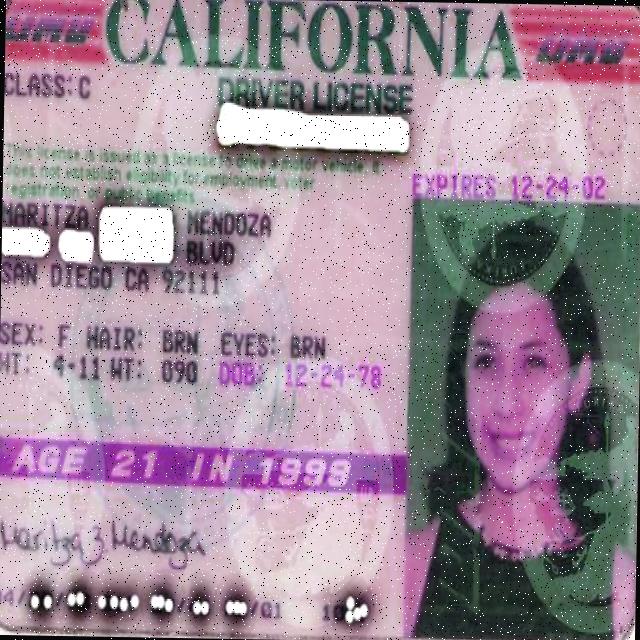 CALIFORNIA
DRIVER LICENSE
CLASS: C
This license is issued as a license to drive a motor vehicle, it
does not establish eligibility for employment, voter
registration, or public benefits.
EXPIRES 12-24-02
MARITZA MENDOZA
BLVD
SAN DIEGO CA 92111
SEX: F HAIR: BRN EYES: BRN
HT: 4-11 WT: 090 DOB: 12-24-78
AGE 21 IN 1999
Maritza Mendoza